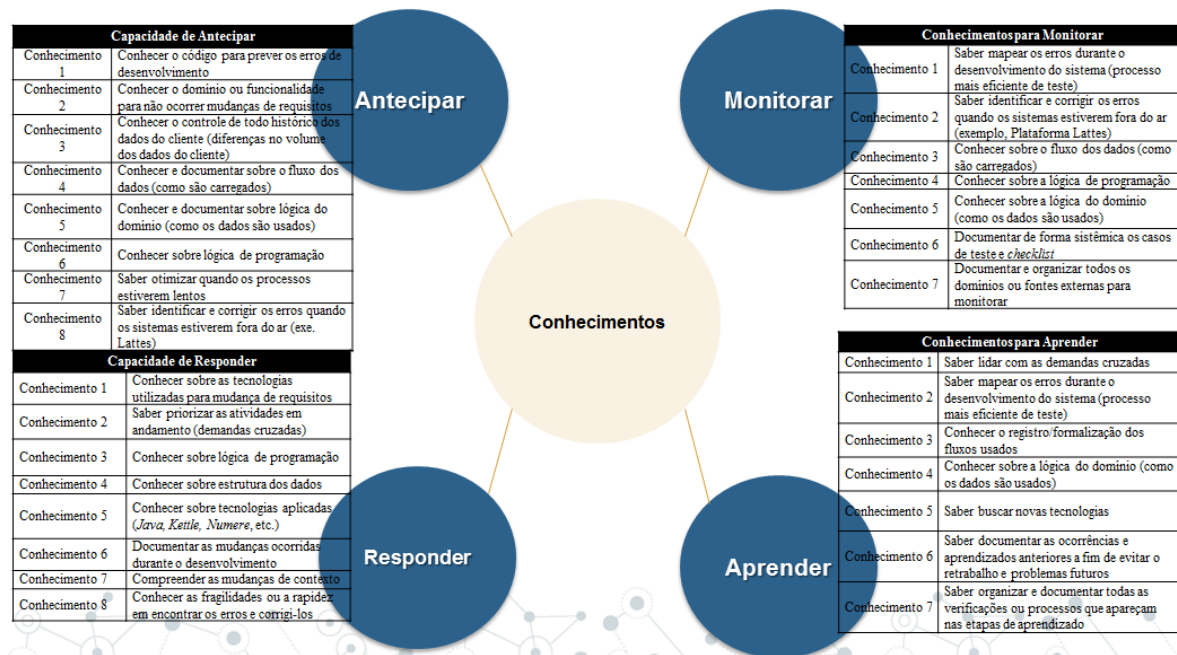 Capacidade de Antecipar
Conhecimento 1
Conhecer o código para prever os erros de
desenvolvimento
Conhecimento 2
Conhecer o domínio ou funcionalidade
para não ocorrer mudanças de requisitos
Conhecimento 3
Conhecer o controle de todo histórico dos
dados do cliente (diferenças no volume
dos dados do cliente)
Conhecimento 4
Conhecer e documentar sobre o fluxo dos
dados (como são carregados)
Conhecimento 5
Conhecer e documentar sobre lógica do
domínio (como os dados são usados)
Conhecimento 6
Conhecer sobre lógica de programação
Conhecimento 7
Saber otimizar quando os processos
estiverem lentos
Conhecimento 8
Saber identificar e corrigir os erros quando
os sistemas estiverem fora do ar (exe.
Lattes)
Antecipar
Monitorar
Conhecimentos para Monitorar
Conhecimento 1
Saber mapear os erros durante o
desenvolvimento do sistema (processo
mais eficiente de teste)
Conhecimento 2
Saber identificar e corrigir os erros
quando os sistemas estiverem fora do ar
(exemplo, Plataforma Lattes)
Conhecimento 3
Conhecer sobre o fluxo dos dados (como
são carregados)
Conhecimento 4
Conhecer sobre a lógica de programação
Conhecimento 5
Conhecer sobre a lógica do domínio
(como os dados são usados)
Conhecimento 6
Documentar de forma sistêmica os casos
de teste e checklist
Conhecimento 7
Documentar e organizar todos os
domínios ou fontes externas para
monitorar
Conhecimentos
Capacidade de Responder
Conhecimento 1
Conhecer sobre as tecnologias
utilizadas para mudança de requisitos
Conhecimento 2
Saber priorizar as atividades em
andamento (demandas cruzadas)
Conhecimento 3
Conhecer sobre lógica de programação
Conhecimento 4
Conhecer sobre estrutura dos dados
Conhecimento 5
Conhecer sobre tecnologias aplicadas
(Java, Kettle, Numere, etc.)
Conhecimento 6
Documentar as mudanças ocorridas
durante o desenvolvimento
Conhecimento 7
Compreender as mudanças de contexto
Conhecimento 8
Conhecer as fragilidades ou a rapidez
em encontrar os erros e corrigi-los
Responder
Aprender
Conhecimentos para Aprender
Conhecimento 1
Saber lidar com as demandas cruzadas
Conhecimento 2
Saber mapear os erros durante o
desenvolvimento do sistema (processo
mais eficiente de teste)
Conhecimento 3
Conhecer o registro/formalização dos
fluxos usados
Conhecimento 4
Conhecer sobre a lógica do domínio (como
os dados são usados)
Conhecimento 5
Saber buscar novas tecnologias
Conhecimento 6
Saber documentar as ocorrências e
aprendizados anteriores a fim de evitar o
retrabalho e problemas futuros
Conhecimento 7
Saber organizar e documentar todas as
verificações ou processos que apareçam
nas etapas de aprendizado